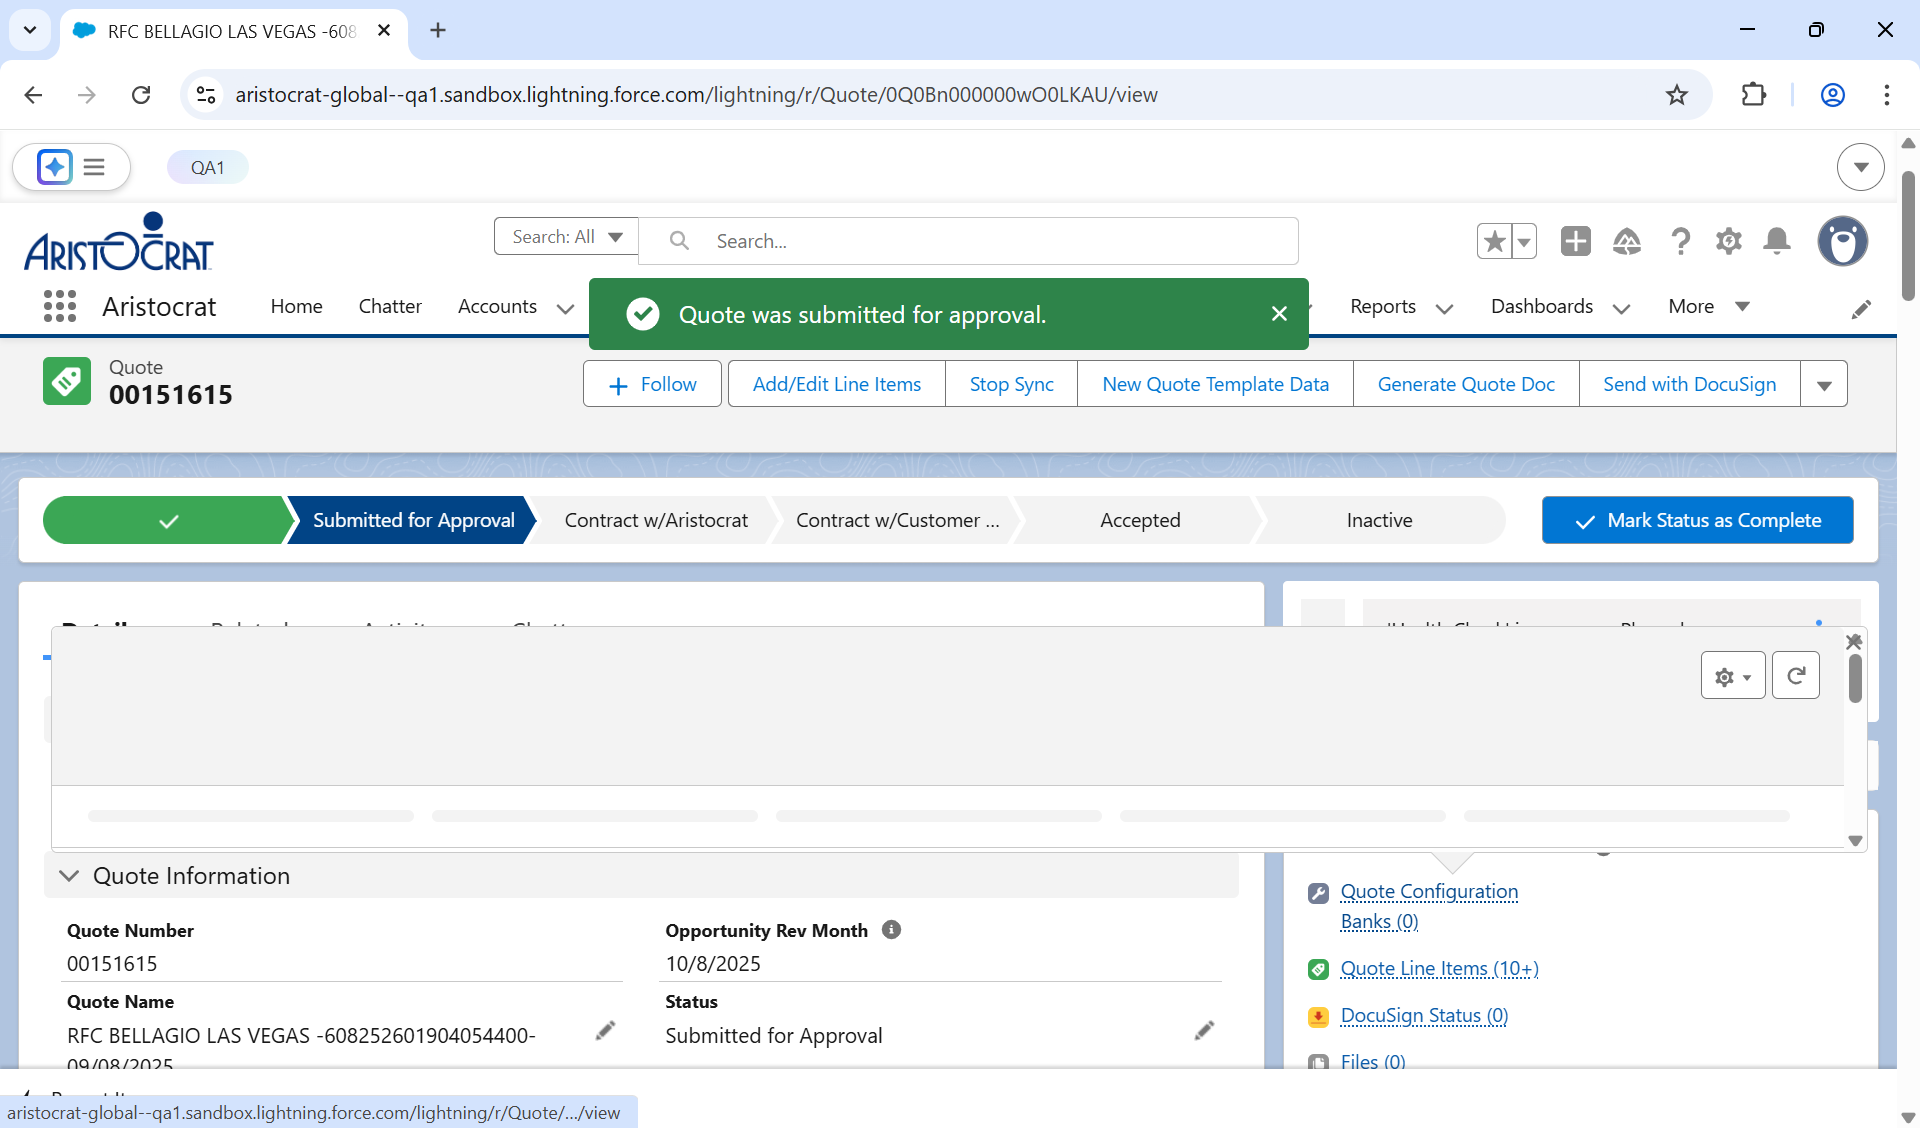 RFC BELLAGIO LAS VEGAS -608
aristocrat-global--qa1.sandbox.lightning.force.com/lightning/r/Quote/0Q0Bn000000wO0LKAU/view
QA1
ARISTOCRAT
Search: All
Search...
Aristocrat
Home
Chatter
Accounts
Reports
Dashboards
More
Quote was submitted for approval.
Quote
00151615
Follow
Add/Edit Line Items
Stop Sync
New Quote Template Data
Generate Quote Doc
Send with DocuSign
Submitted for Approval
Contract w/Aristocrat
Contract w/Customer ...
Accepted
Inactive
Mark Status as Complete
Quote Information
Quote Number
00151615
Opportunity Rev Month
10/8/2025
Quote Name
RFC BELLAGIO LAS VEGAS -608252601904054400-
09/08/2025
Status
Submitted for Approval
Quote Configuration
Banks (0)
Quote Line Items (10+)
DocuSign Status (0)
Files (0)
aristocrat-global--qa1.sandbox.lightning.force.com/lightning/r/Quote/.../view